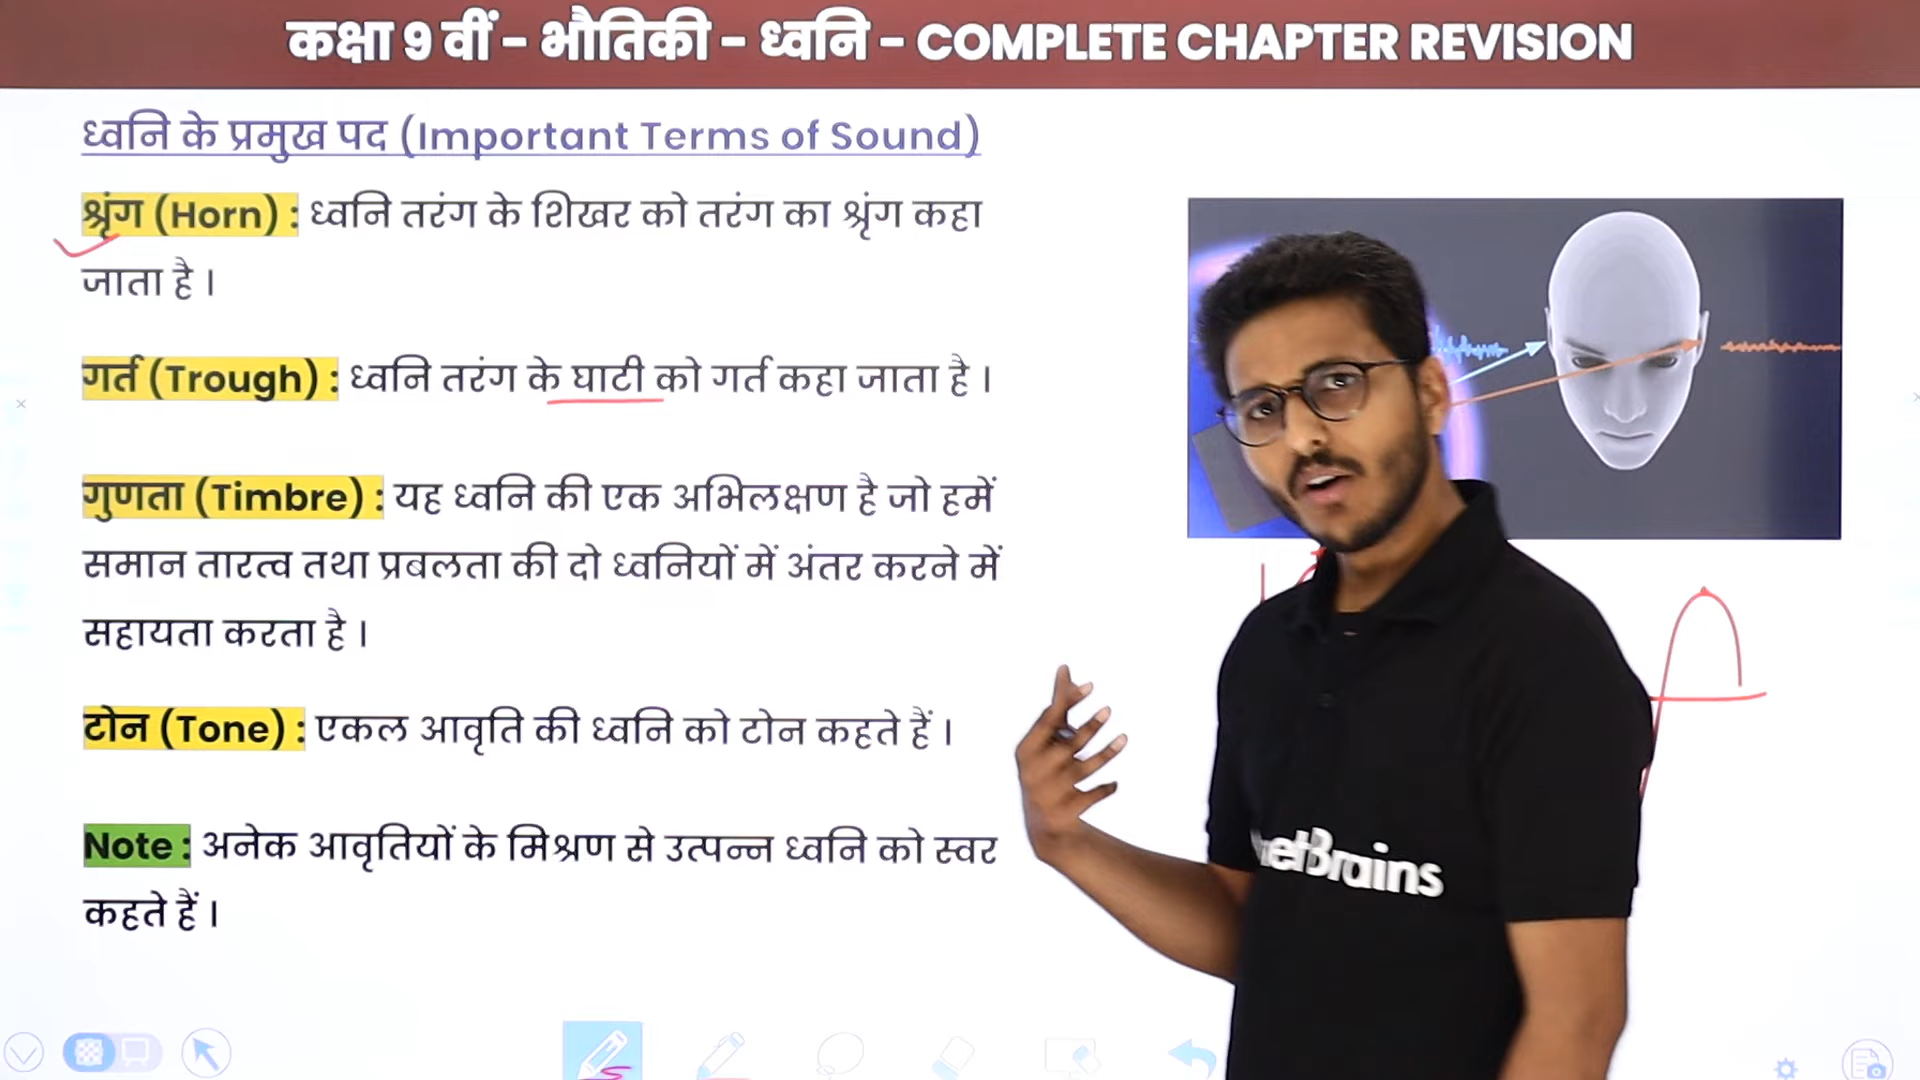 कक्षा 9 वीं - भौतिकी - ध्वनि - COMPLETE CHAPTER REVISION
ध्वनि के प्रमुख पद (Important Terms of Sound)
श्रृंग (Horn) : ध्वनि तरंग के शिखर को तरंग का श्रृंग कहा
जाता है ।
गर्त (Trough) : ध्वनि तरंग के घाटी को गर्त कहा जाता है ।
गुणता (Timbre) : यह ध्वनि की एक अभिलक्षण है जो हमें
समान तारत्व तथा प्रबलता की दो ध्वनियों में अंतर करने में
सहायता करता है ।
टोन (Tone) : एकल आवृति की ध्वनि को टोन कहते हैं ।
Note : अनेक आवृतियों के मिश्रण से उत्पन्न ध्वनि को स्वर
कहते हैं ।
netBrains